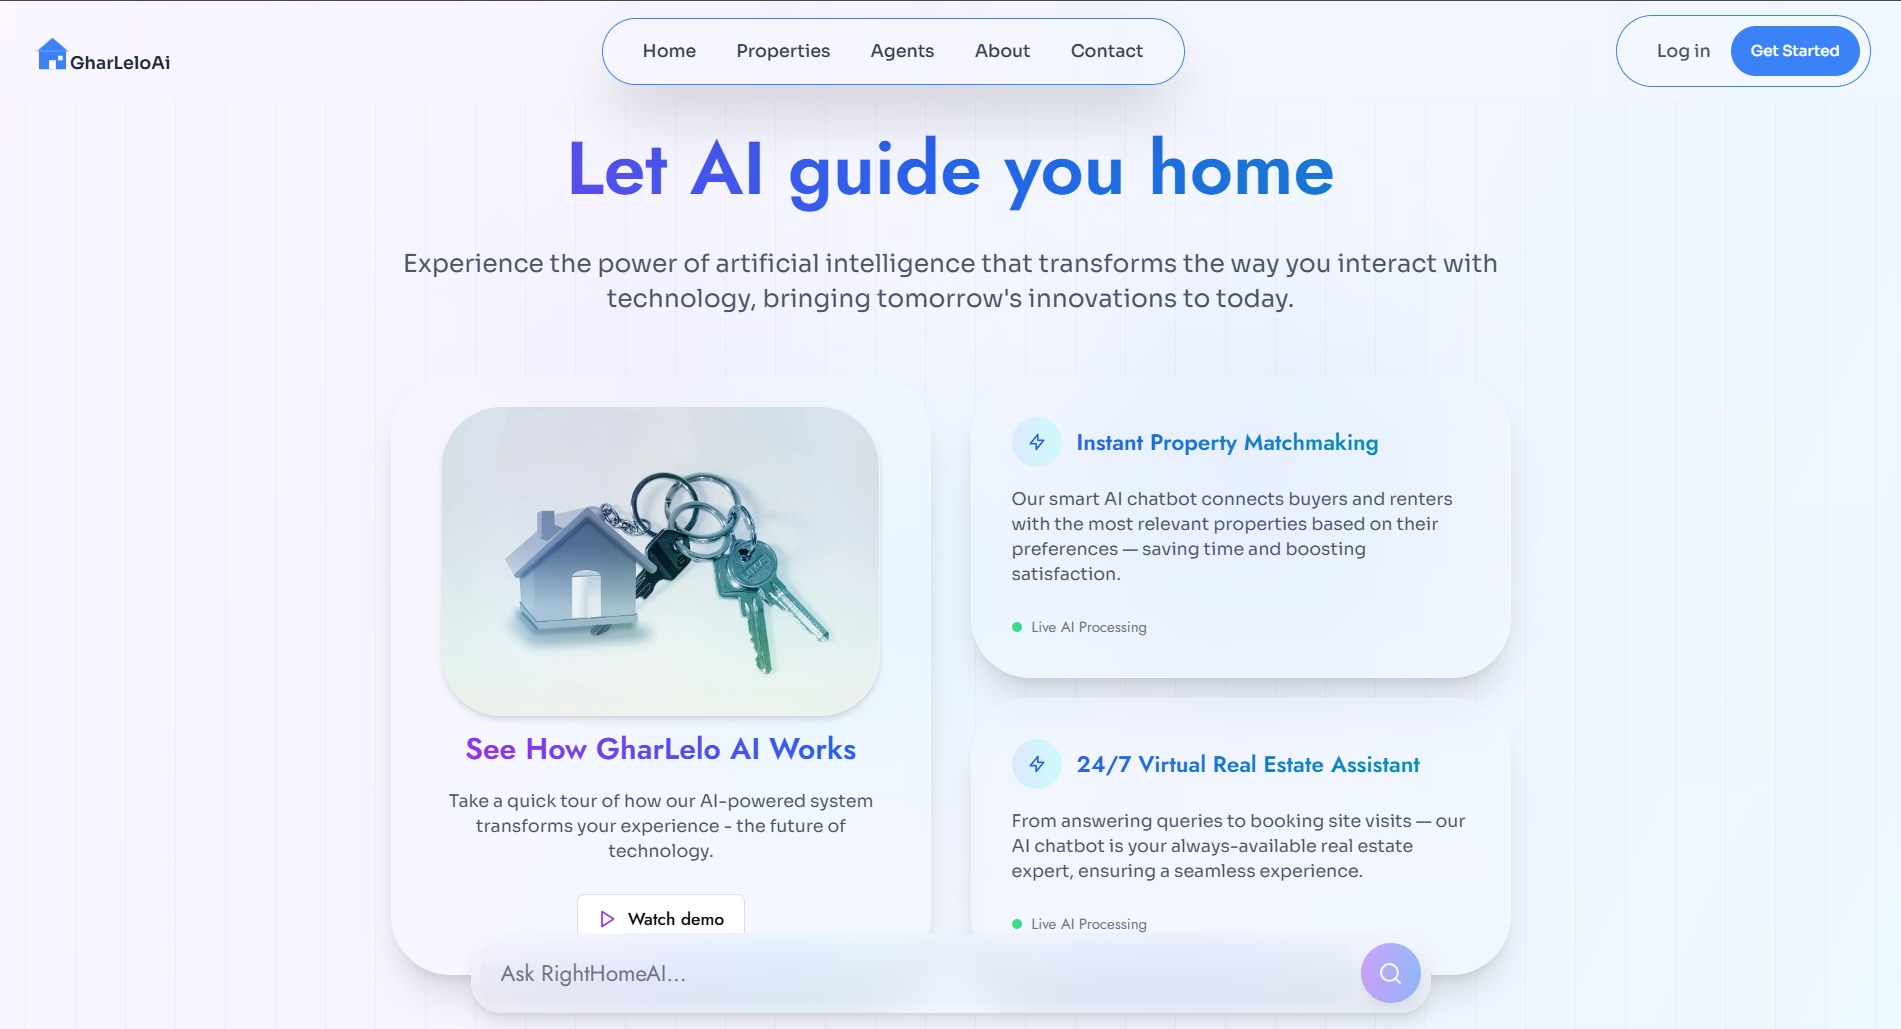 GharLeloAi
Home Properties Agents About Contact
Log in Get Started
Let AI guide you home
Experience the power of artificial intelligence that transforms the way you interact with
technology, bringing tomorrow's innovations to today.
See How GharLelo AI Works
Take a quick tour of how our AI-powered system
transforms your experience - the future of
technology.
Watch demo
Instant Property Matchmaking
Our smart AI chatbot connects buyers and renters
with the most relevant properties based on their
preferences — saving time and boosting
satisfaction.
Live AI Processing
24/7 Virtual Real Estate Assistant
From answering queries to booking site visits — our
AI chatbot is your always-available real estate
expert, ensuring a seamless experience.
Live AI Processing
Ask RightHomeAI...